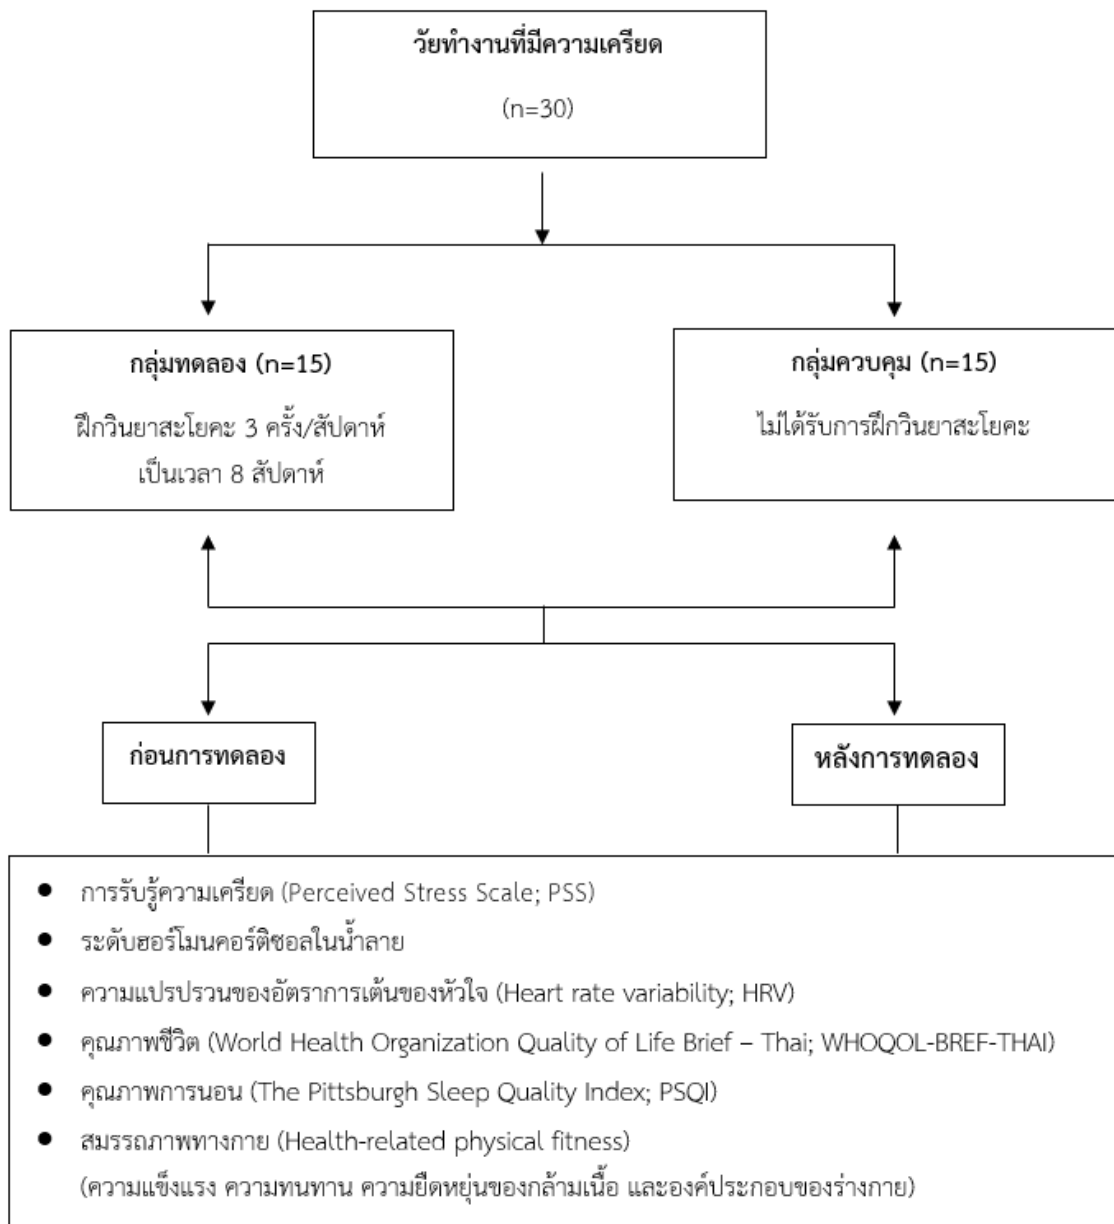 วัยทำงานที่มีความเครียด
(n=30)
กลุ่มทดลอง (n=15)
ฝึกวินยาสะโยคะ 3 ครั้ง/สัปดาห์
เป็นเวลา 8 สัปดาห์
กลุ่มควบคุม (n=15)
ไม่ได้รับการฝึกวินยาสะโยคะ
ก่อนการทดลอง
หลังการทดลอง
● การรับรู้ความเครียด (Perceived Stress Scale; PSS)
● ระดับฮอร์โมนคอร์ติซอลในน้ำลาย
● ความแปรปรวนของอัตราการเต้นของหัวใจ (Heart rate variability; HRV)
● คุณภาพชีวิต (World Health Organization Quality of Life Brief – Thai; WHOQOL-BREF-THAI)
● คุณภาพการนอน (The Pittsburgh Sleep Quality Index; PSQI)
● สมรรถภาพทางกาย (Health-related physical fitness)
(ความแข็งแรง ความทนทาน ความยืดหยุ่นของกล้ามเนื้อ และองค์ประกอบของร่างกาย)